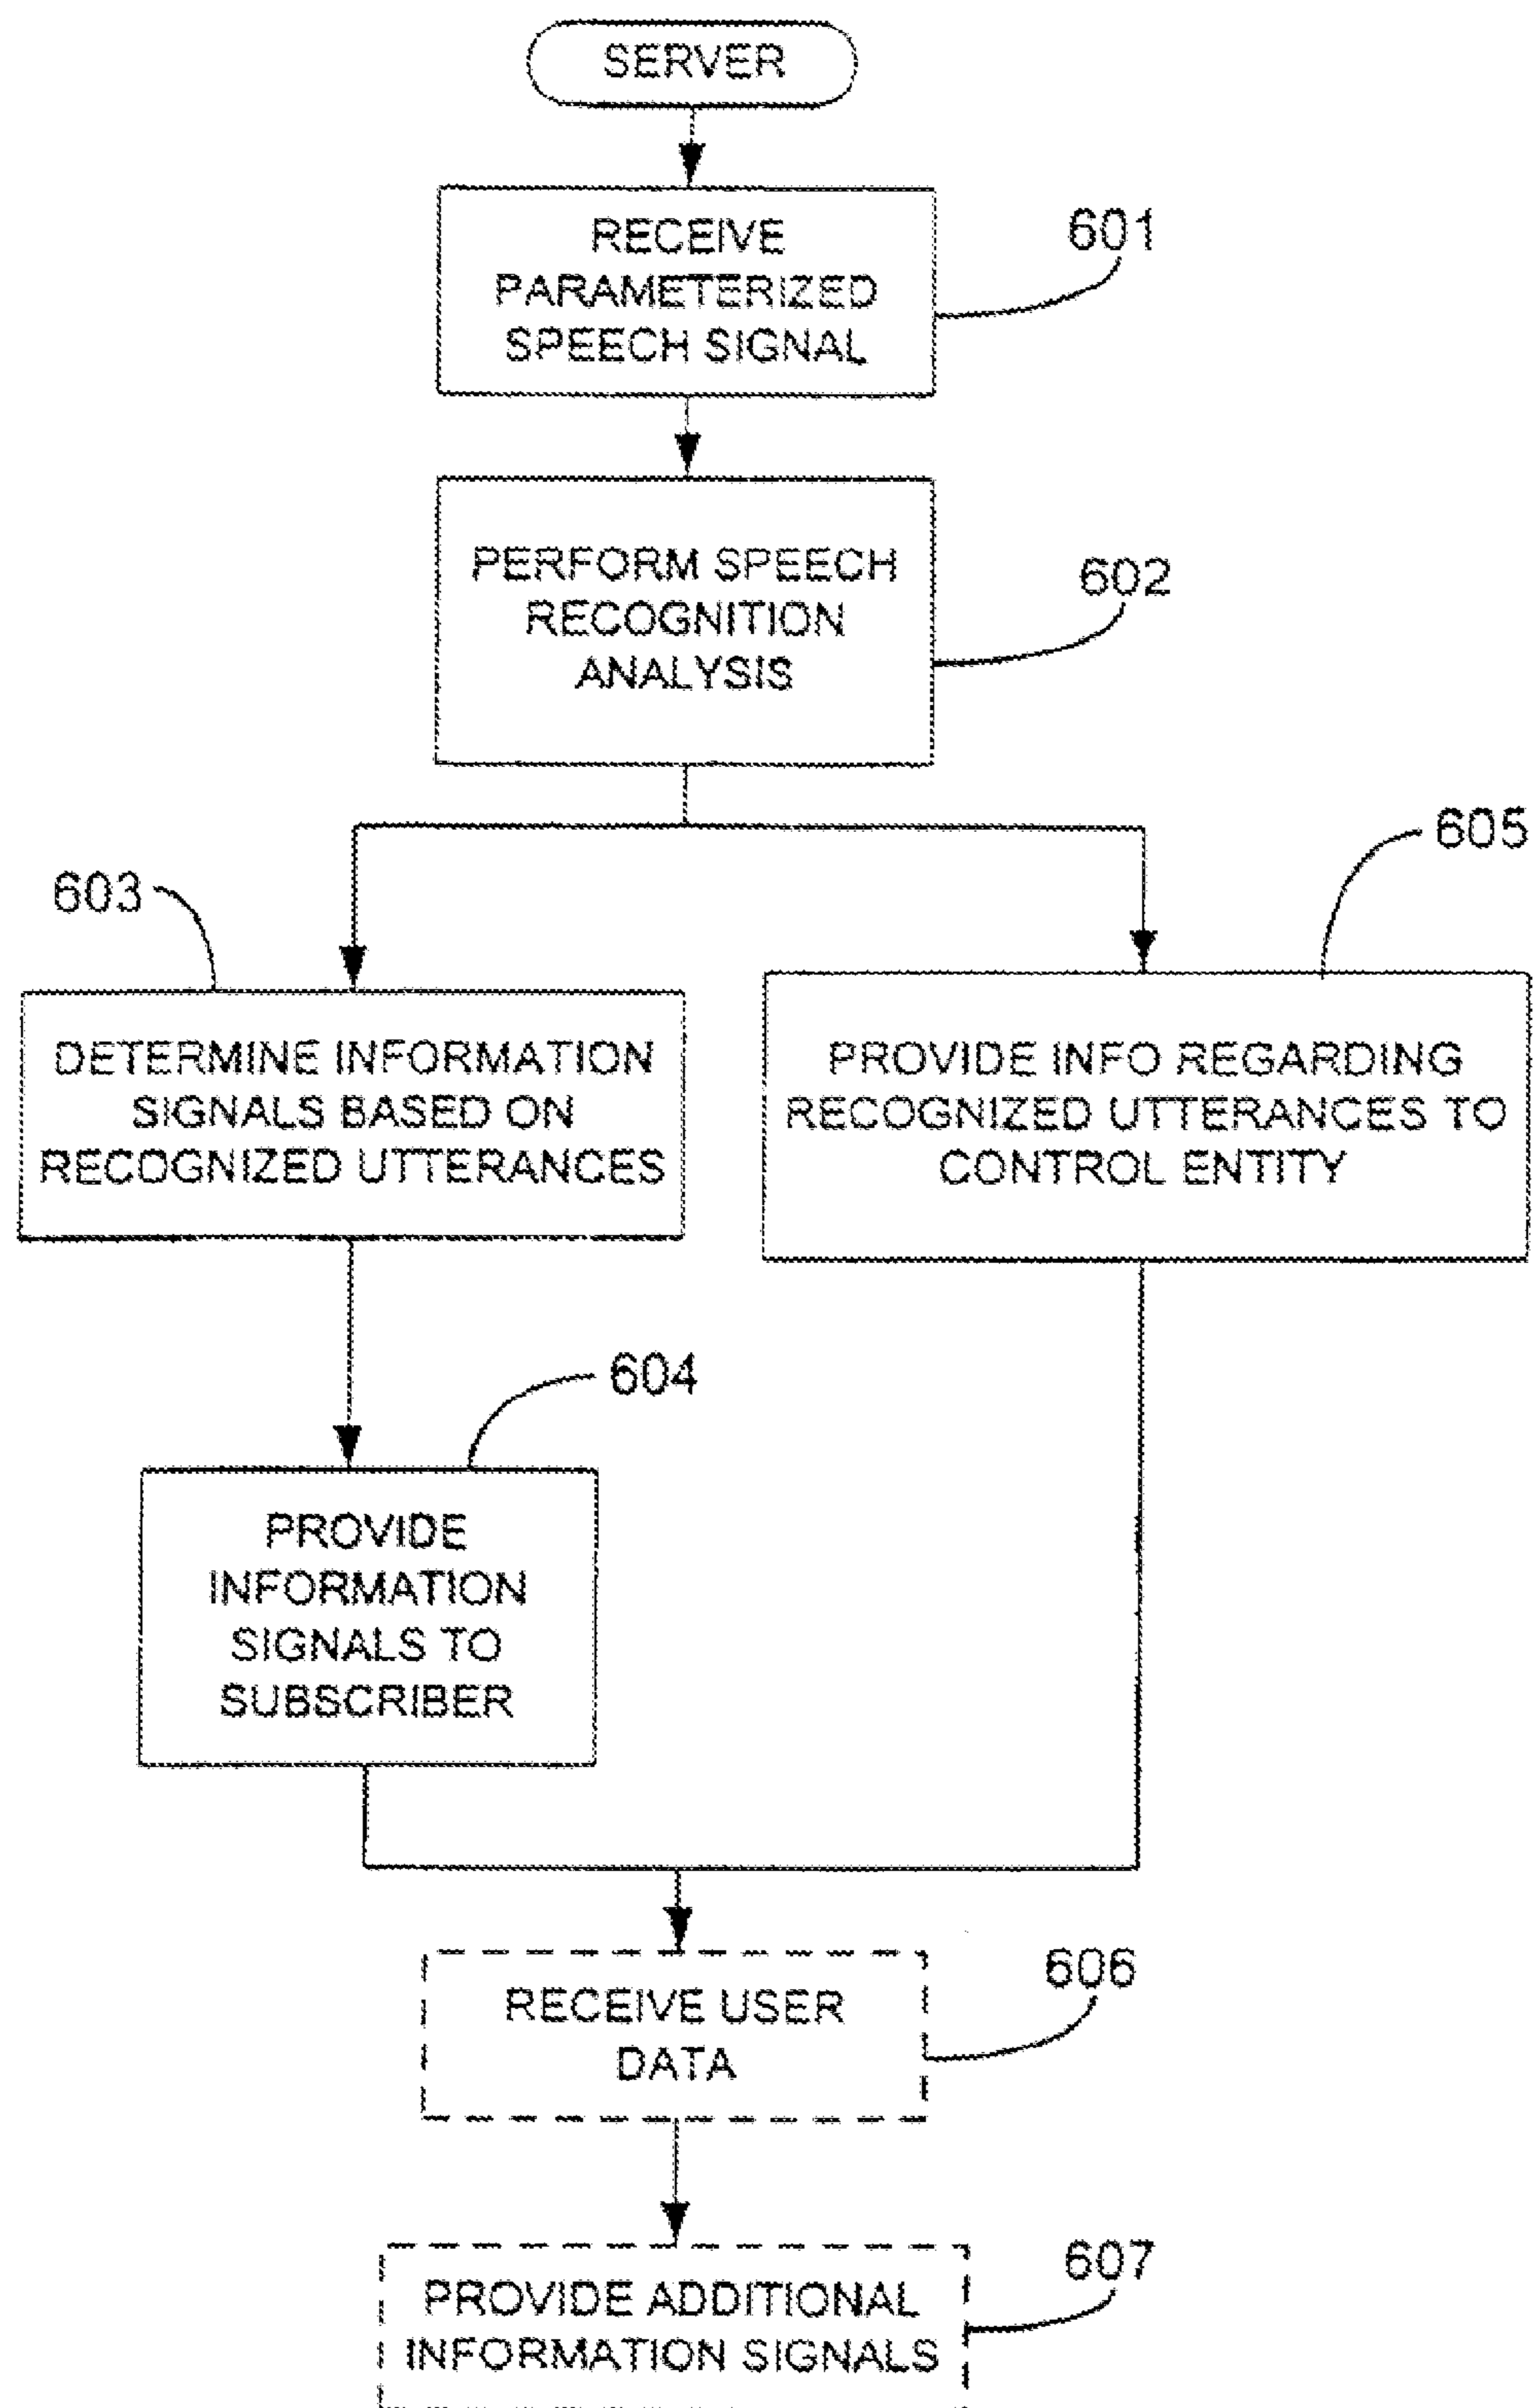 SERVER
RECEIVE
PARAMETERIZED
SPEECH SIGNAL
601
PERFORM SPEECH
RECOGNITION
ANALYSIS
602
605
603
DETERMINE INFORMATION
SIGNALS BASED ON
RECOGNIZED UTTERANCES
PROVIDE INFO REGARDING
RECOGNIZED UTTERANCES TO
CONTROL ENTITY
604
PROVIDE
INFORMATION
SIGNALS TO
SUBSCRIBER
606
RECEIVE USER
DATA
607
PROVIDE ADDITIONAL
INFORMATION SIGNALS